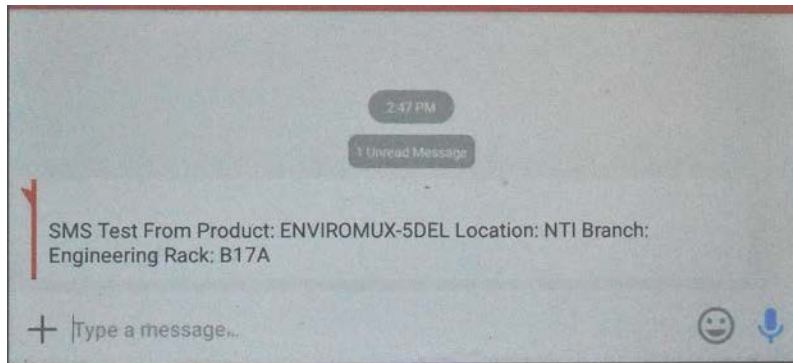 2:47 PM
1 Unread Message
SMS Test From Product: ENVIROMUX-5DEL Location: NTI Branch:
Engineering Rack: B17A
Type a message...